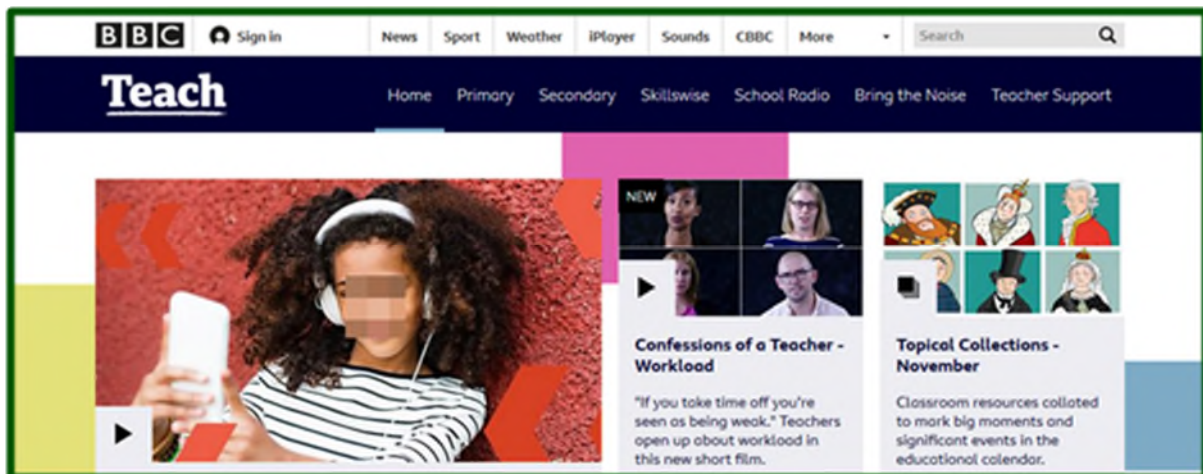 BBC Sign in News Sport Weather iPlayer Sounds CBBC More Search
Teach Home Primary Secondary Skillswise School Radio Bring the Noise Teacher Support
NEW
Confessions of a Teacher -
Workload
"If you take time off you're
seen as being weak." Teachers
open up about workload in
this new short film.
Topical Collections -
November
Classroom resources collated
to mark big moments and
significant events in the
educational calendar.